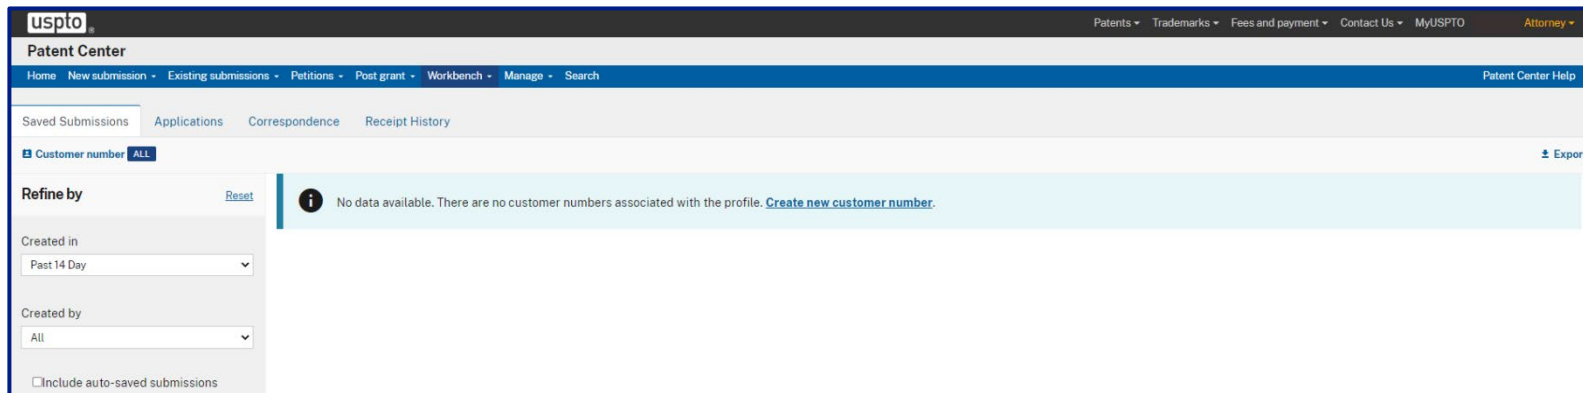 uspto®
Patents Trademarks Fees and payment Contact Us MyUSPTO Attorney
Patent Center
Home New submission Existing submissions Petitions Post grant Workbench Manage Search Patent Center Help
Saved Submissions Applications Correspondence Receipt History
Customer number ALL Expor
Refine by Reset
No data available. There are no customer numbers associated with the profile. Create new customer number.
Created in
Past 14 Day
Created by
All
Include auto-saved submissions